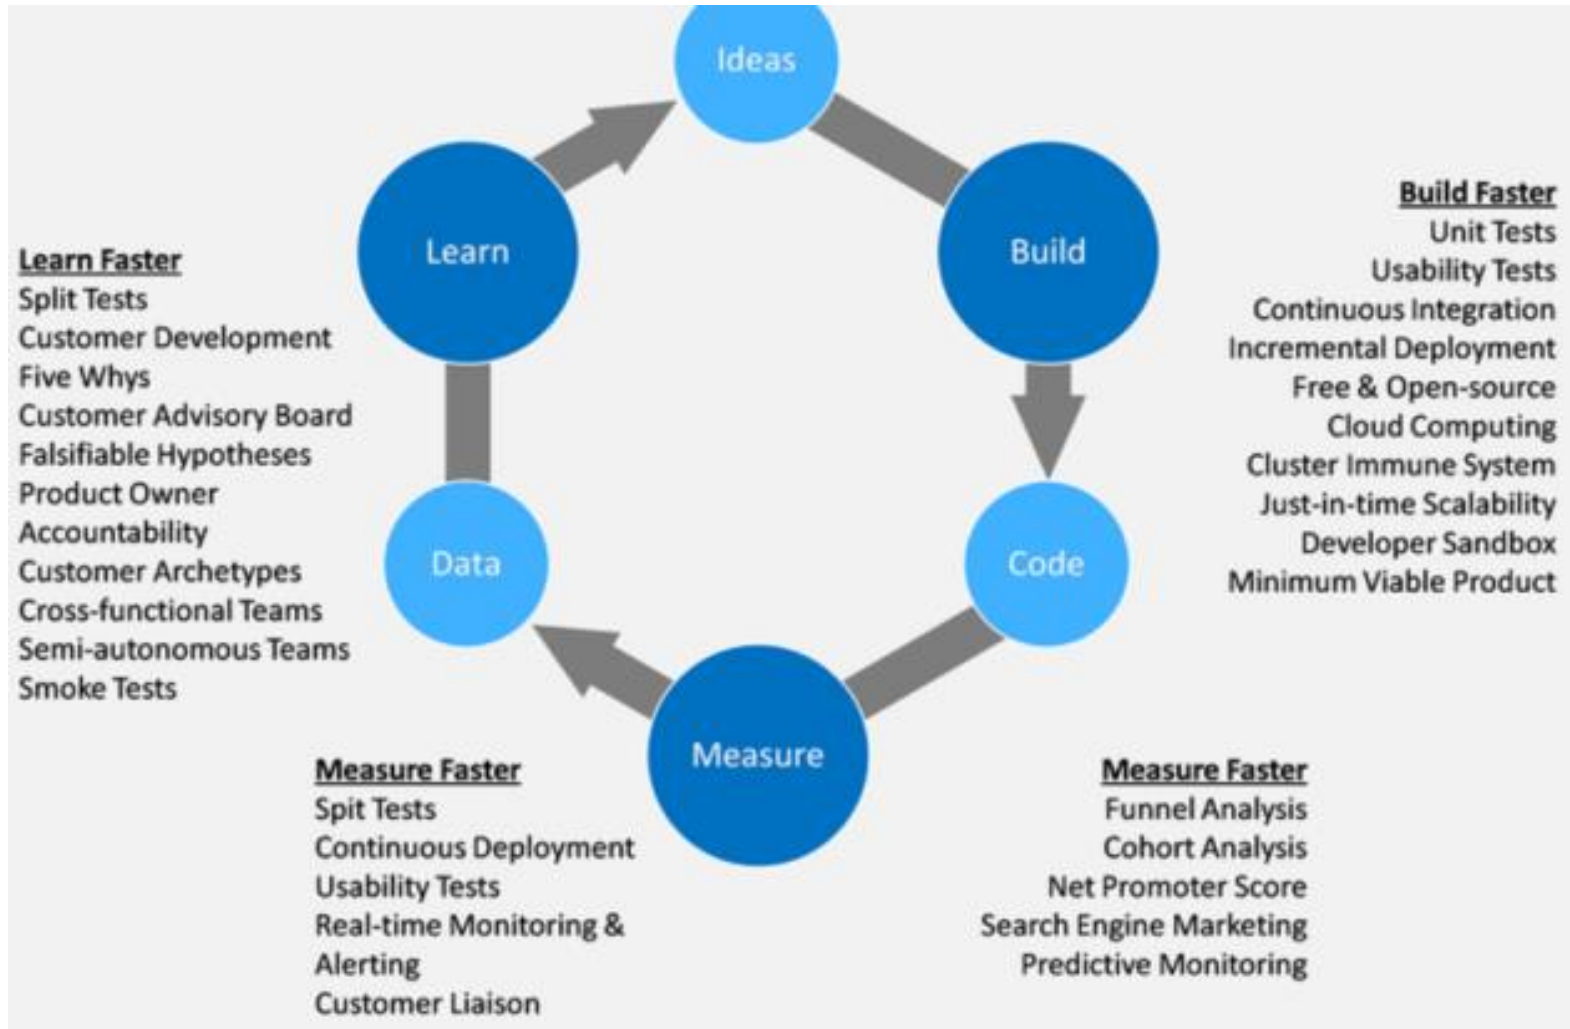 Ideas
Build
Code
Measure
Data
Learn
Build Faster
Unit Tests
Usability Tests
Continuous Integration
Incremental Deployment
Free & Open-source
Cloud Computing
Cluster Immune System
Just-in-time Scalability
Developer Sandbox
Minimum Viable Product
Learn Faster
Split Tests
Customer Development
Five Whys
Customer Advisory Board
Falsifiable Hypotheses
Product Owner
Accountability
Customer Archetypes
Cross-functional Teams
Semi-autonomous Teams
Smoke Tests
Measure Faster
Spit Tests
Continuous Deployment
Usability Tests
Real-time Monitoring &
Alerting
Customer Liaison
Measure Faster
Funnel Analysis
Cohort Analysis
Net Promoter Score
Search Engine Marketing
Predictive Monitoring